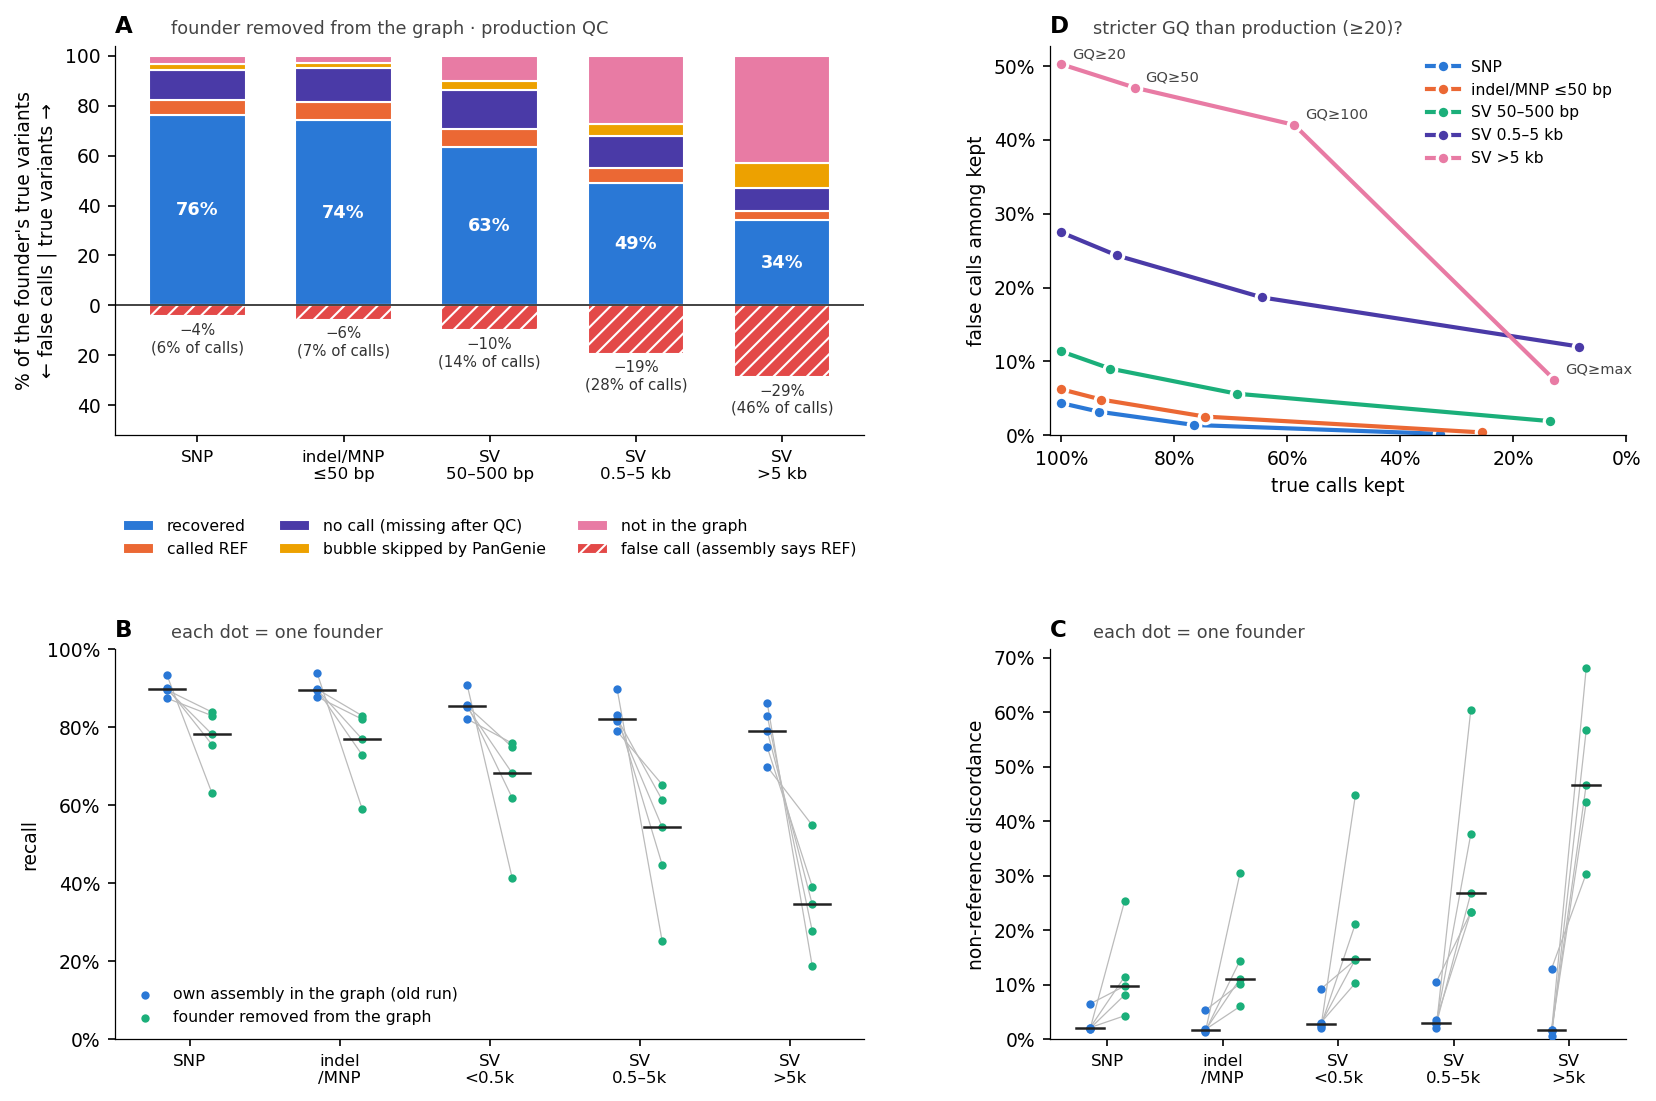 A founder removed from the graph · production QC
% of the founder's true variants
← false calls | true variants →
100
80
60
40
20
0
20
40
76%
74%
63%
49%
34%
−4%
(6% of calls)
−6%
(7% of calls)
−10%
(14% of calls)
−19%
(28% of calls)
−29%
(46% of calls)
SNP
indel/MNP
≤50 bp
SV
50–500 bp
SV
0.5–5 kb
SV
>5 kb
recovered
called REF
no call (missing after QC)
bubble skipped by PanGenie
not in the graph
false call (assembly says REF)
D stricter GQ than production (≥20)?
false calls among kept
50%
40%
30%
20%
10%
0%
GQ≥20
GQ≥50
GQ≥100
GQ≥max
SNP
indel/MNP ≤50 bp
SV 50–500 bp
SV 0.5–5 kb
SV >5 kb
100%
80%
60%
40%
20%
0%
true calls kept
B each dot = one founder
recall
100%
80%
60%
40%
20%
0%
own assembly in the graph (old run)
founder removed from the graph
SNP
indel
/MNP
SV
<0.5k
SV
0.5–5k
SV
>5k
C each dot = one founder
non-reference discordance
70%
60%
50%
40%
30%
20%
10%
0%
SNP
indel
/MNP
SV
<0.5k
SV
0.5–5k
SV
>5k